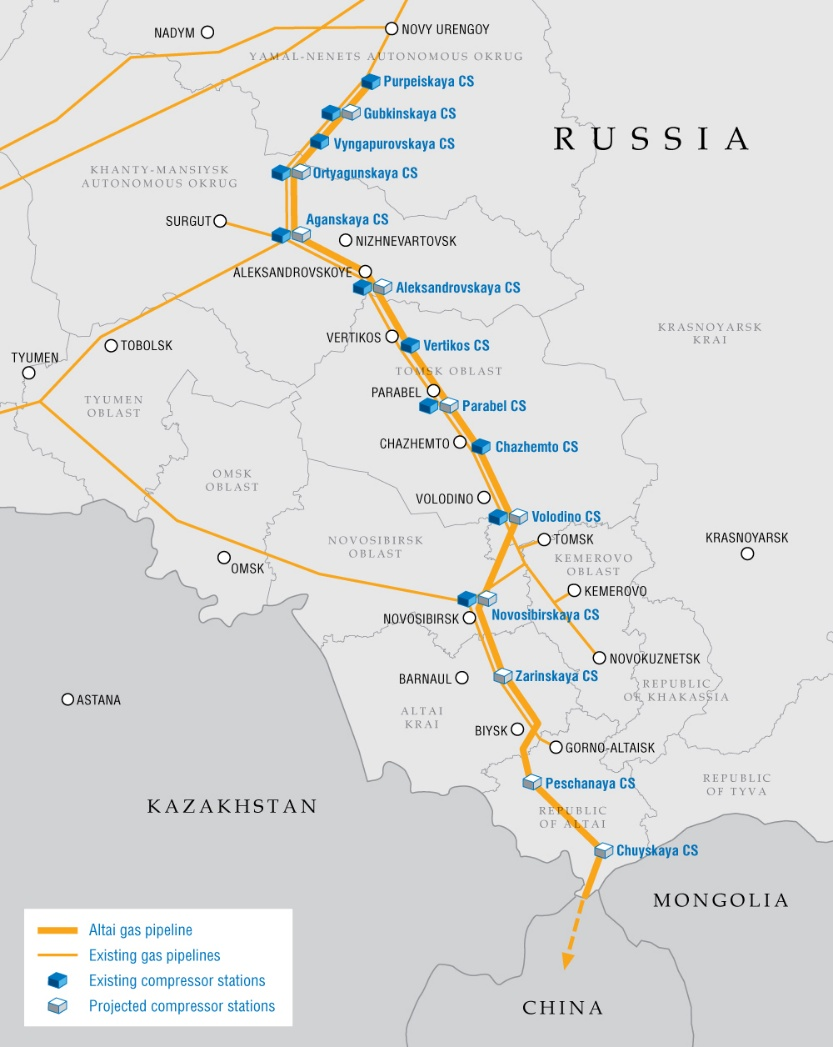 NADYM
NOVY URENGOY
YAMAL-NENETS AUTONOMOUS OKRUG
Purpeiskaya CS
Gubkinskaya CS
RUSSIA
Vyngapurovskaya CS
KHANTY-MANSIYSK
AUTONOMOUS OKRUG
Ortyagunskaya CS
SURGUT
Aganskaya CS
NIZHNEVARTOVSK
ALEKSANDROVSKOYE
Aleksandrovskaya CS
KRASNOYARSK
KRAI
VERTIKOS
Vertikos CS
TOBOLSK
TYUMEN
TOMSK OBLAST
TYUMEN
OBLAST
PARABEL
Parabel CS
CHAZHEMTO
Chazhemto CS
OMSK
OBLAST
VOLODINO
Volodino CS
NOVOSIBIRSK
OBLAST
TOMSK
KRASNOYARSK
KEMEROVO
OBLAST
OMSK
KEMEROVO
NOVOSIBIRSK
Novosibirskaya CS
NOVOKUZNETSK
BARNAUL
Zarinskaya CS
REPUBLIC
OF KHAKASSIA
ASTANA
ALTAI
KRAI
BIYSK
GORNO-ALTAISK
Peschanaya CS
REPUBLIC
OF TYVA
KAZAKHSTAN
REPUBLIC
OF ALTAI
Chuyskaya CS
MONGOLIA
CHINA
Altai gas pipeline
Existing gas pipelines
Existing compressor stations
Projected compressor stations